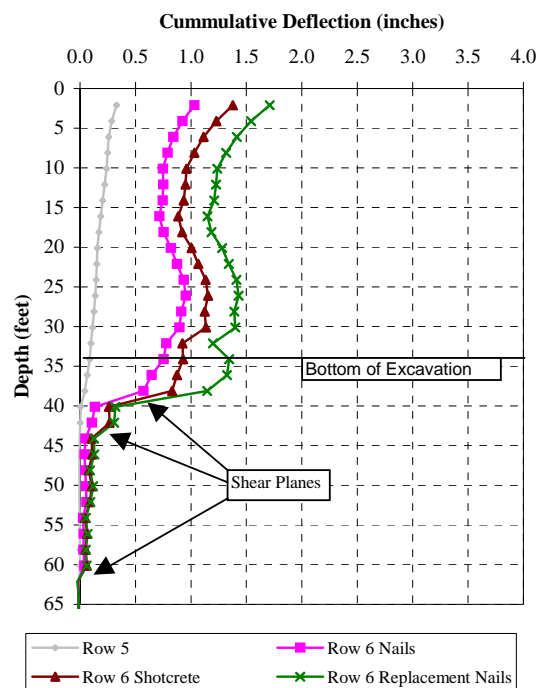 Cummulative Deflection (inches)
0.0 0.5 1.0 1.5 2.0 2.5 3.0 3.5 4.0
0
5
10
15
20
25
30
35
40
45
50
55
60
65
Depth (feet)
Bottom of Excavation
Shear Planes
Row 5 Row 6 Nails
Row 6 Shotcrete Row 6 Replacement Nails